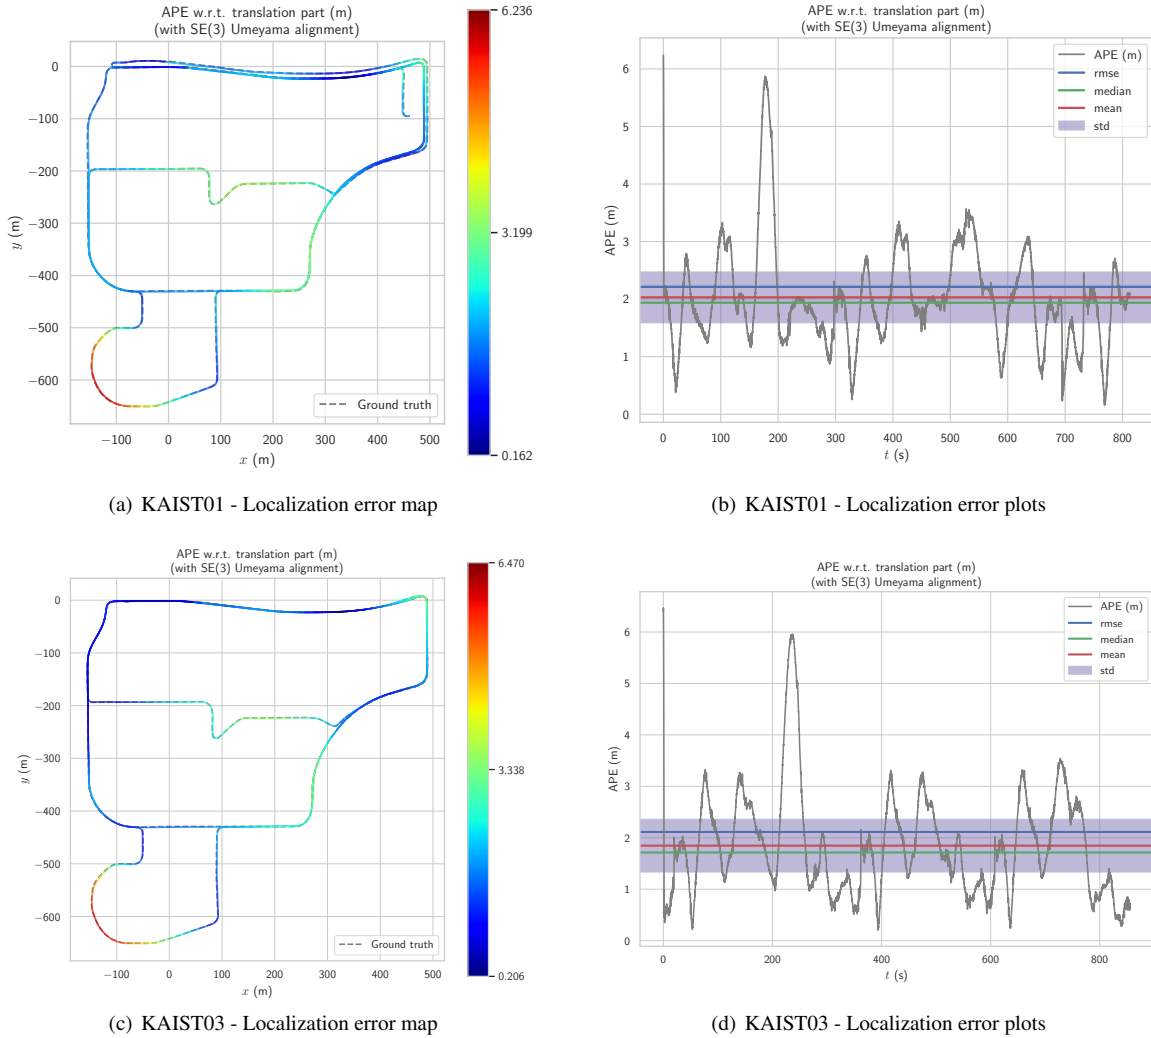 APE w.r.t. translation part (m)
(with SE(3) Umeyama alignment)
6.236
3.199
0.162
0
−100
−200
−300
−400
−500
−600
y (m)
−100 0 100 200 300 400 500
x (m)
Ground truth
(a) KAIST01 - Localization error map
APE w.r.t. translation part (m)
(with SE(3) Umeyama alignment)
6
5
4
3
2
1
0
APE (m)
0 100 200 300 400 500 600 700 800
t (s)
APE (m)
rmse
median
mean
std
(b) KAIST01 - Localization error plots
APE w.r.t. translation part (m)
(with SE(3) Umeyama alignment)
6.470
3.338
0.206
0
−100
−200
−300
−400
−500
−600
y (m)
−100 0 100 200 300 400 500
x (m)
Ground truth
(c) KAIST03 - Localization error map
APE w.r.t. translation part (m)
(with SE(3) Umeyama alignment)
6
5
4
3
2
1
0
APE (m)
0 200 400 600 800
t (s)
APE (m)
rmse
median
mean
std
(d) KAIST03 - Localization error plots